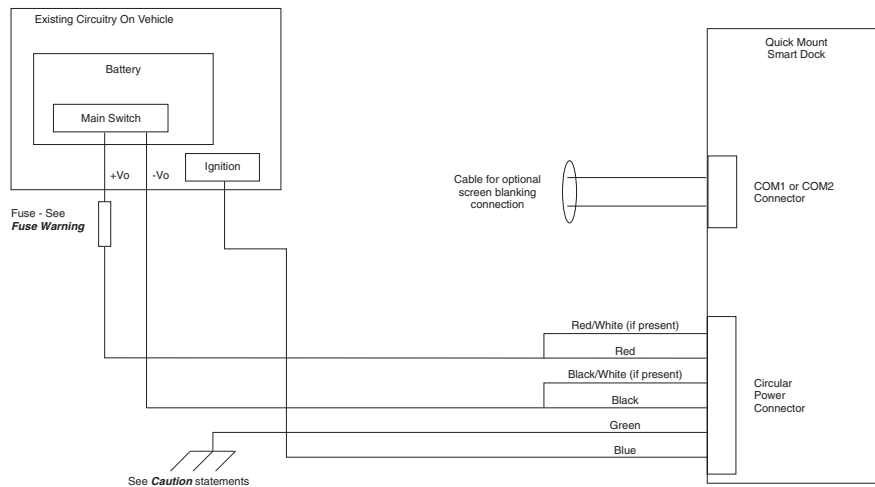 Existing Circuitry On Vehicle
Battery
Main Switch
+Vo
-Vo
Ignition
Fuse - See
Fuse Warning
Quick Mount
Smart Dock
Cable for optional
screen blanking
connection
COM1 or COM2
Connector
Red/White (if present)
Red
Black/White (if present)
Black
Green
Blue
Circular
Power
Connector
See Caution statements